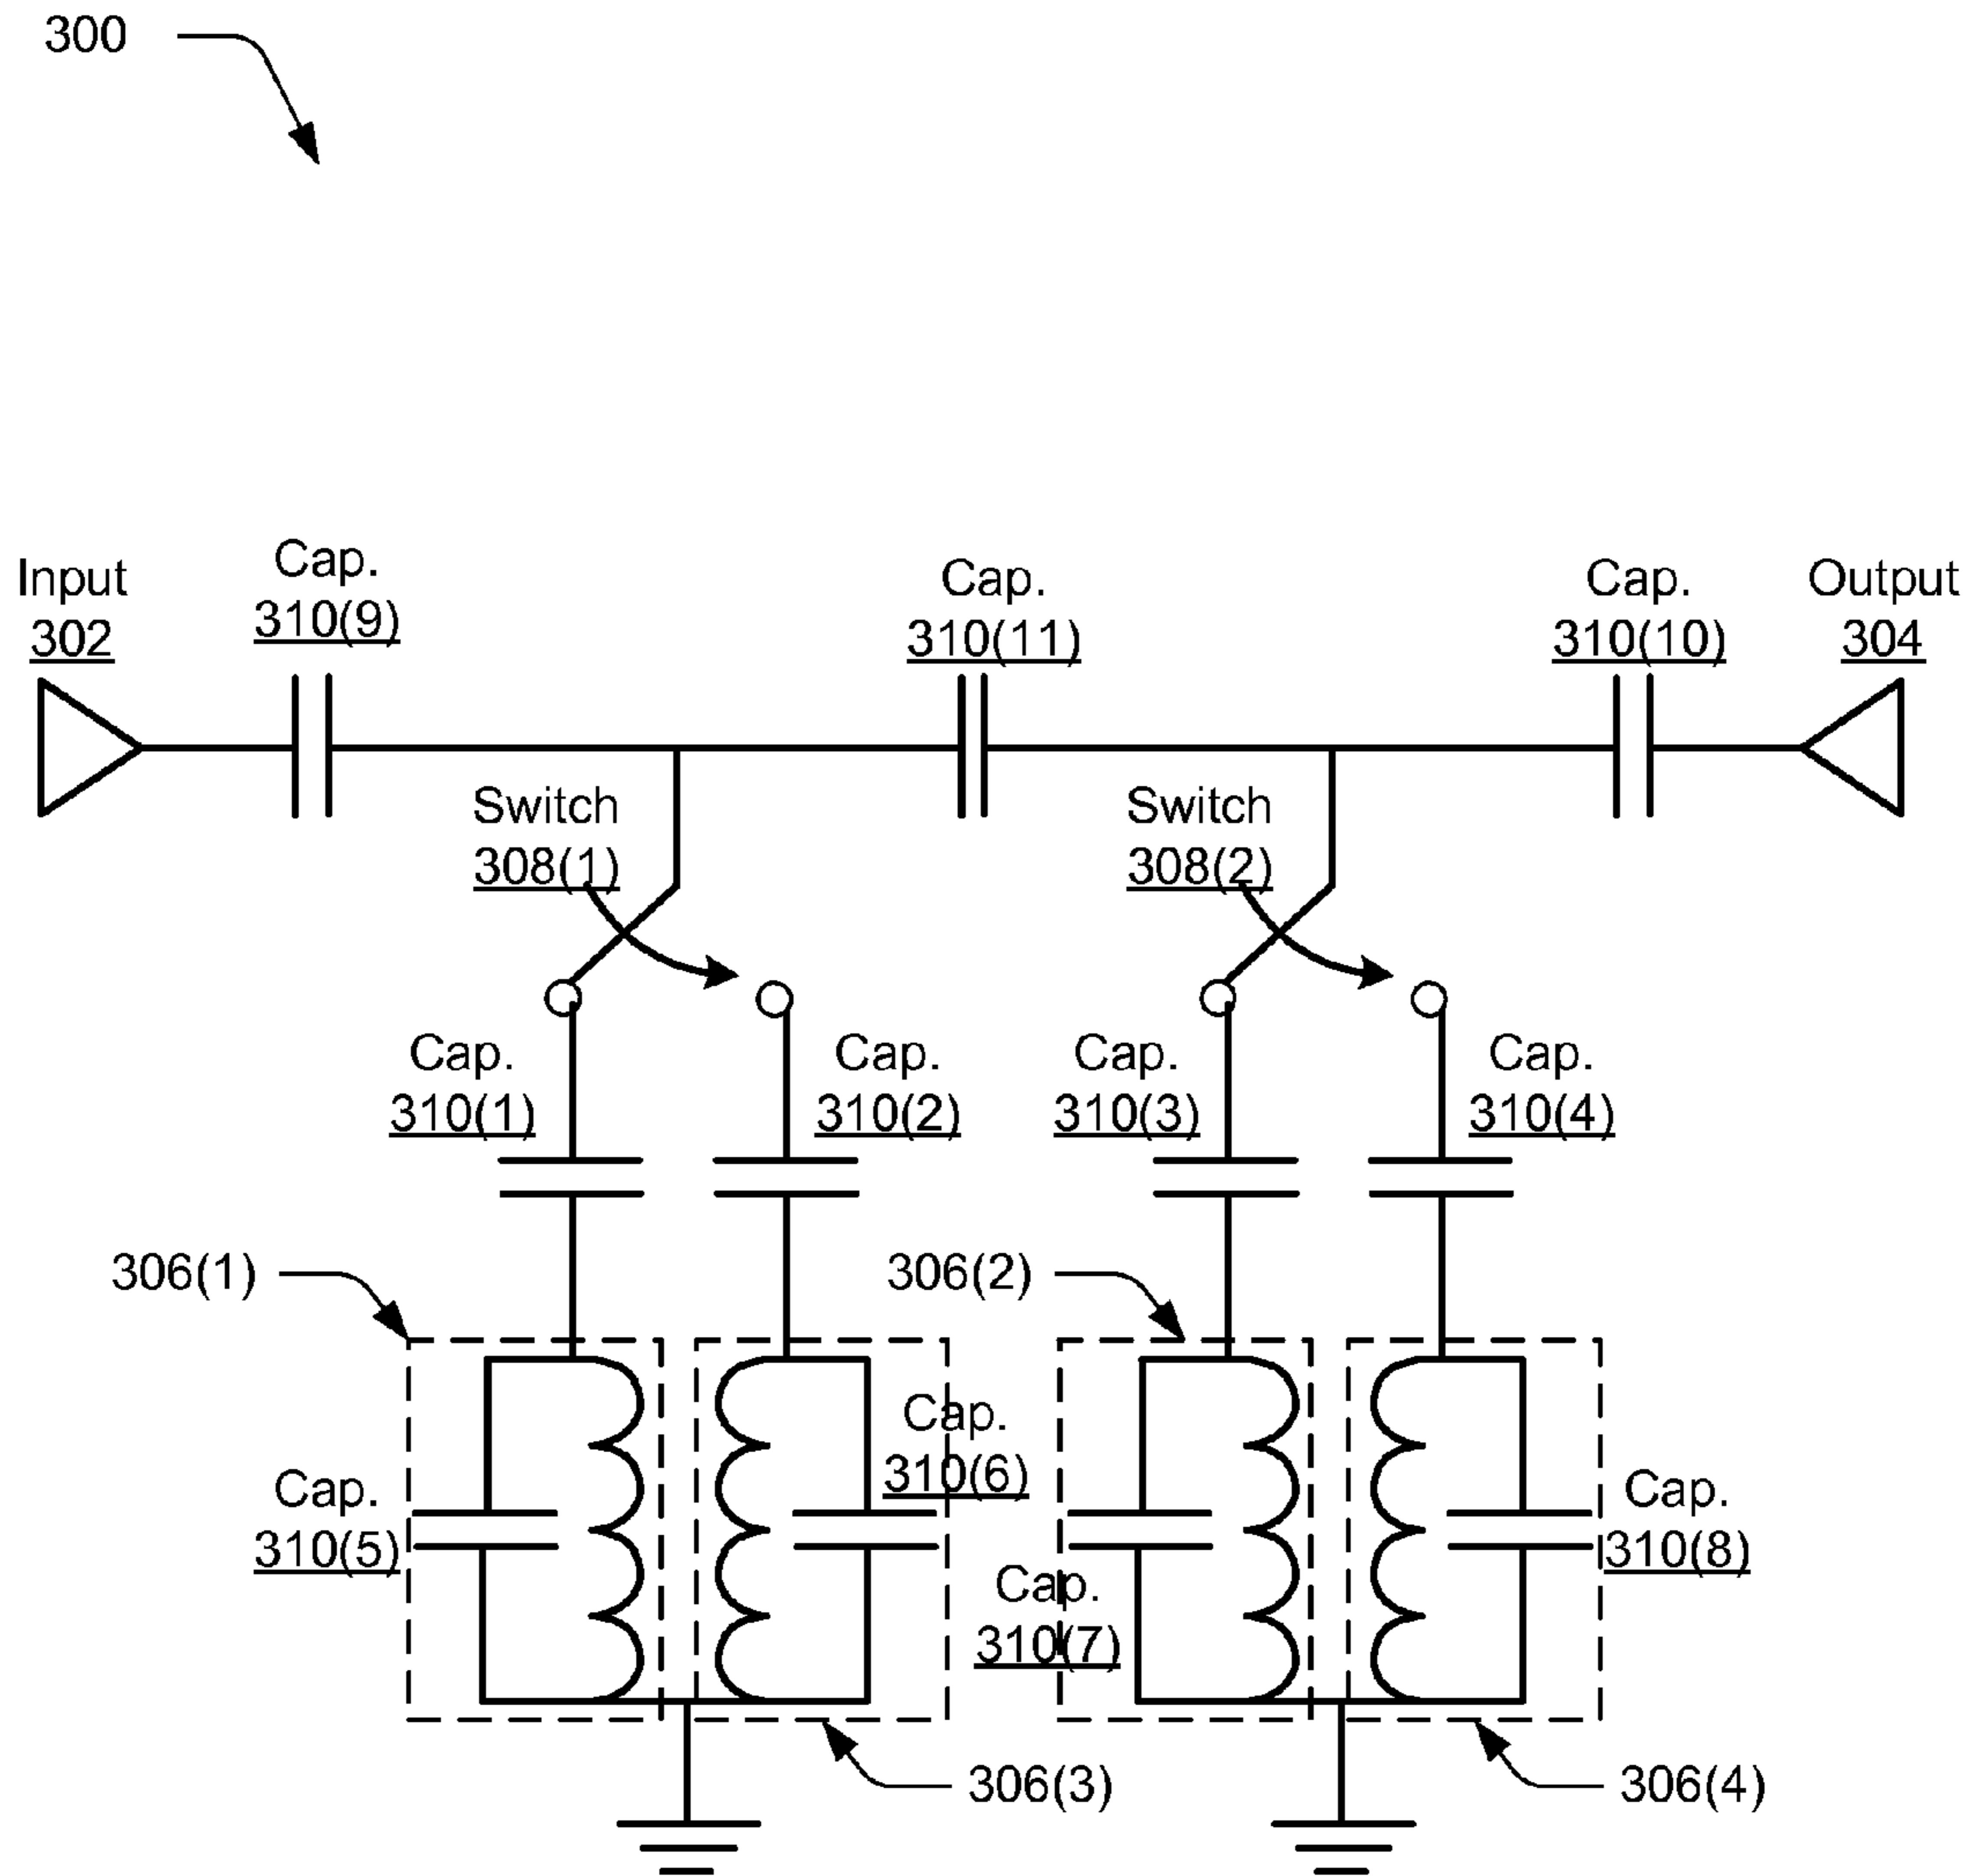 300
Input
302
Cap.
310(9)
Cap.
310(11)
Cap.
310(10)
Output
304
Switch
308(1)
Switch
308(2)
Cap.
310(1)
Cap.
310(2)
Cap.
310(3)
Cap.
310(4)
306(1)
306(2)
Cap.
310(5)
Cap.
310(6)
Cap.
310(7)
Cap.
310(8)
306(3)
306(4)